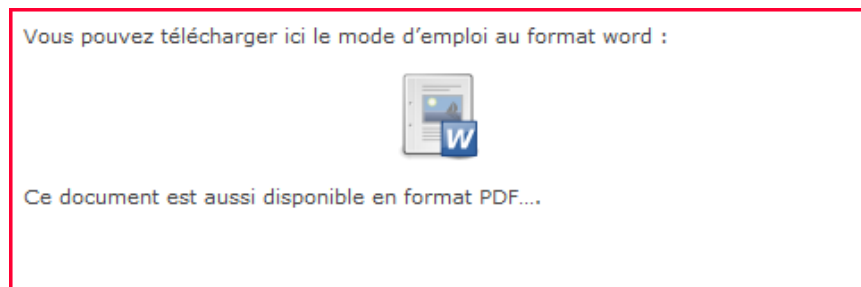 Vous pouvez télécharger ici le mode d’emploi au format word :
W
Ce document est aussi disponible en format PDF….